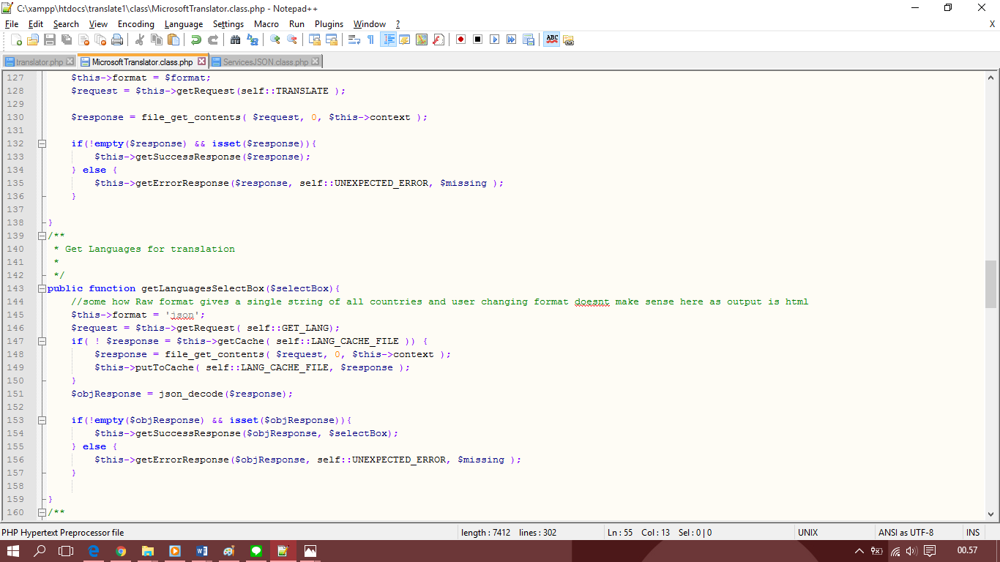 C:\xampp\htdocs\translate1\class\MicrosoftTranslator.class.php - Notepad++
File Edit Search View Encoding Language Settings Macro Run Plugins Window ? X
ABC
translator.php MicrosoftTranslator.class.php ServicesJSON.class.php
127 $this->format = $format;
128 $request = $this->getRequest(self::TRANSLATE );
129
130 $response = file_get_contents( $request, 0, $this->context );
131
132 if(!empty($response) && isset($response)){
133 $this->getSuccessResponse($response);
134 } else {
135 $this->getErrorResponse($response, self::UNEXPECTED_ERROR, $missing );
136 }
137
138 }
139 /**
140 * Get Languages for translation
141 *
142 */
143 public function getLanguagesSelectBox($selectBox){
144 //some how Raw format gives a single string of all countries and user changing format doesnt make sense here as output is html
145 $this->format = 'json';
146 $request = $this->getRequest( self::GET_LANG);
147 if( ! $response = $this->getCache( self::LANG_CACHE_FILE )) {
148 $response = file_get_contents( $request, 0, $this->context );
149 $this->putToCache( self::LANG_CACHE_FILE, $response );
150 }
151 $objResponse = json_decode($response);
152
153 if(!empty($objResponse) && isset($objResponse)){
154 $this->getSuccessResponse($objResponse, $selectBox);
155 } else {
156 $this->getErrorResponse($objResponse, self::UNEXPECTED_ERROR, $missing );
157 }
158
159 }
160 /**
PHP Hypertext Preprocessor file length : 7412 lines : 302 Ln : 55 Col : 13 Sel : 0 | 0 UNIX ANSI as UTF-8 INS
00.57